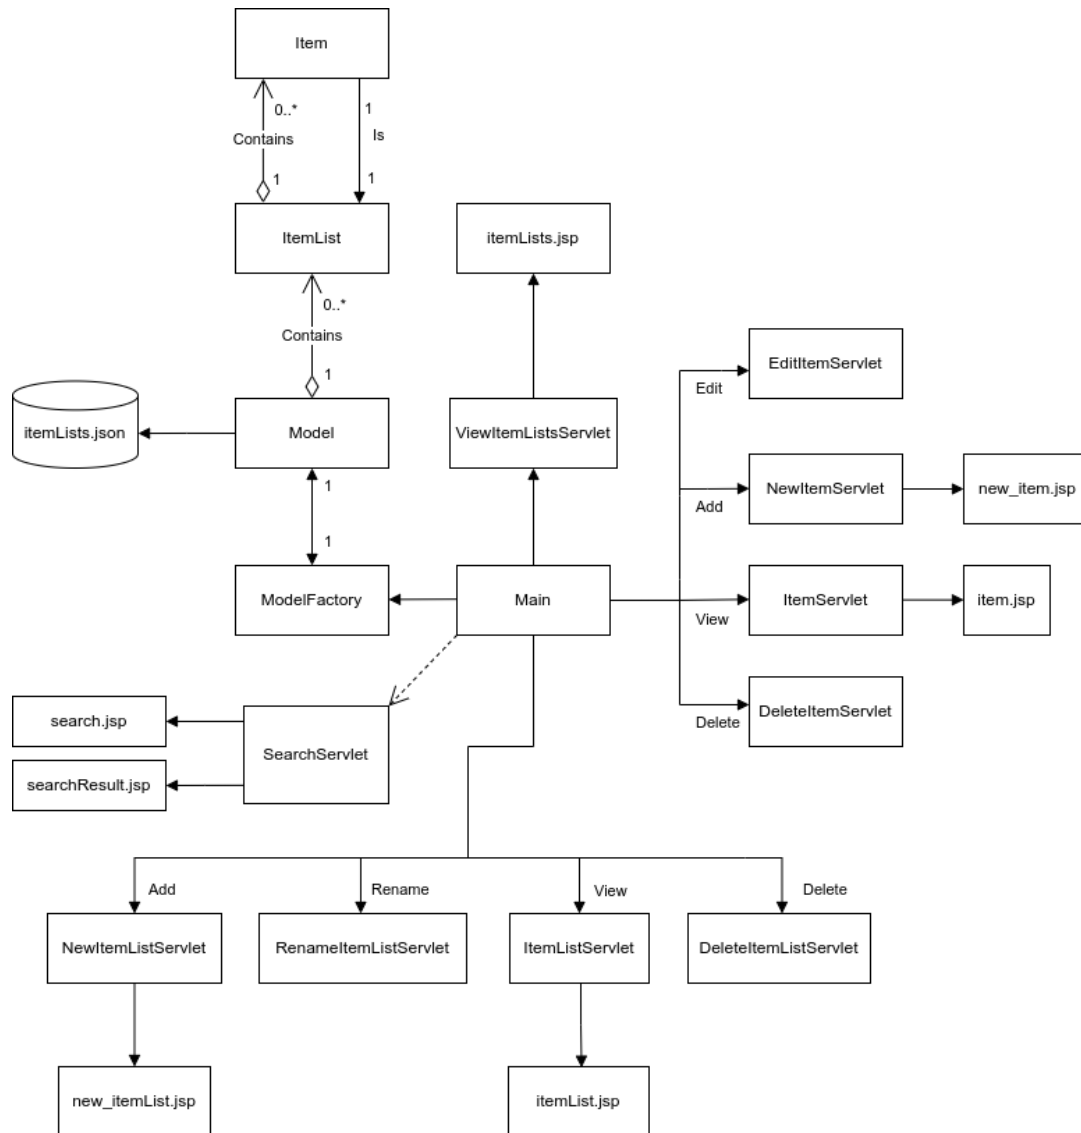 Item
0..*
1
Contains
Is
1
1
ItemList
itemLists.jsp
0..*
Contains
1
EditItemServlet
Edit
itemLists.json
Model
ViewItemListsServlet
1
NewItemServlet
new_item.jsp
Add
1
ModelFactory
Main
ItemServlet
item.jsp
View
search.jsp
DeleteItemServlet
Delete
SearchServlet
searchResult.jsp
Add
Rename
View
Delete
NewItemListServlet
RenameItemListServlet
ItemListServlet
DeleteItemListServlet
new_itemList.jsp
itemList.jsp